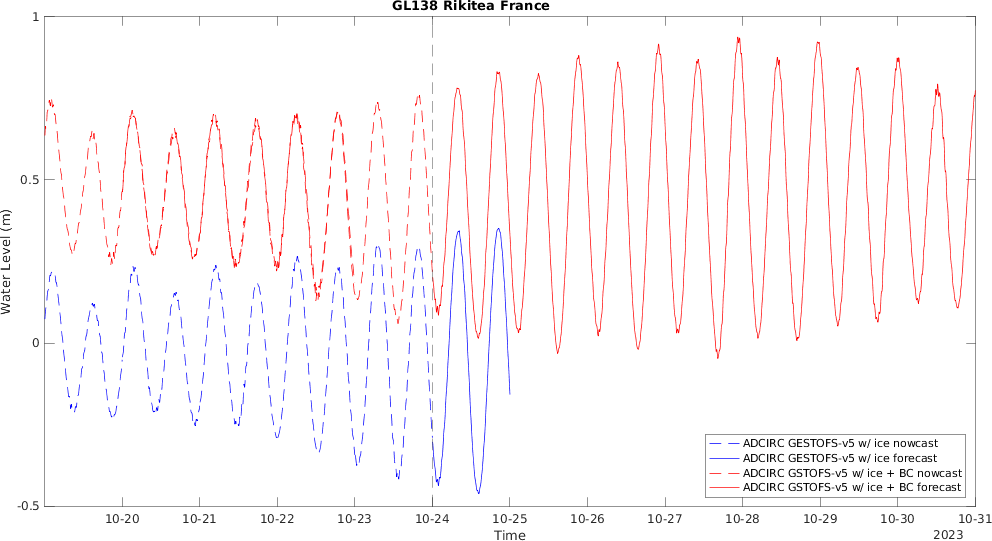 GL138 Rikitea France
1
0.5
0
-0.5
Water Level (m)
10-20
10-21
10-22
10-23
10-24
10-25
10-26
10-27
10-28
10-29
10-30
10-31
Time
2023
ADCIRC GESTOFS-v5 w/ ice nowcast
ADCIRC GESTOFS-v5 w/ ice forecast
ADCIRC GSTOFS-v5 w/ ice + BC nowcast
ADCIRC GSTOFS-v5 w/ ice + BC forecast